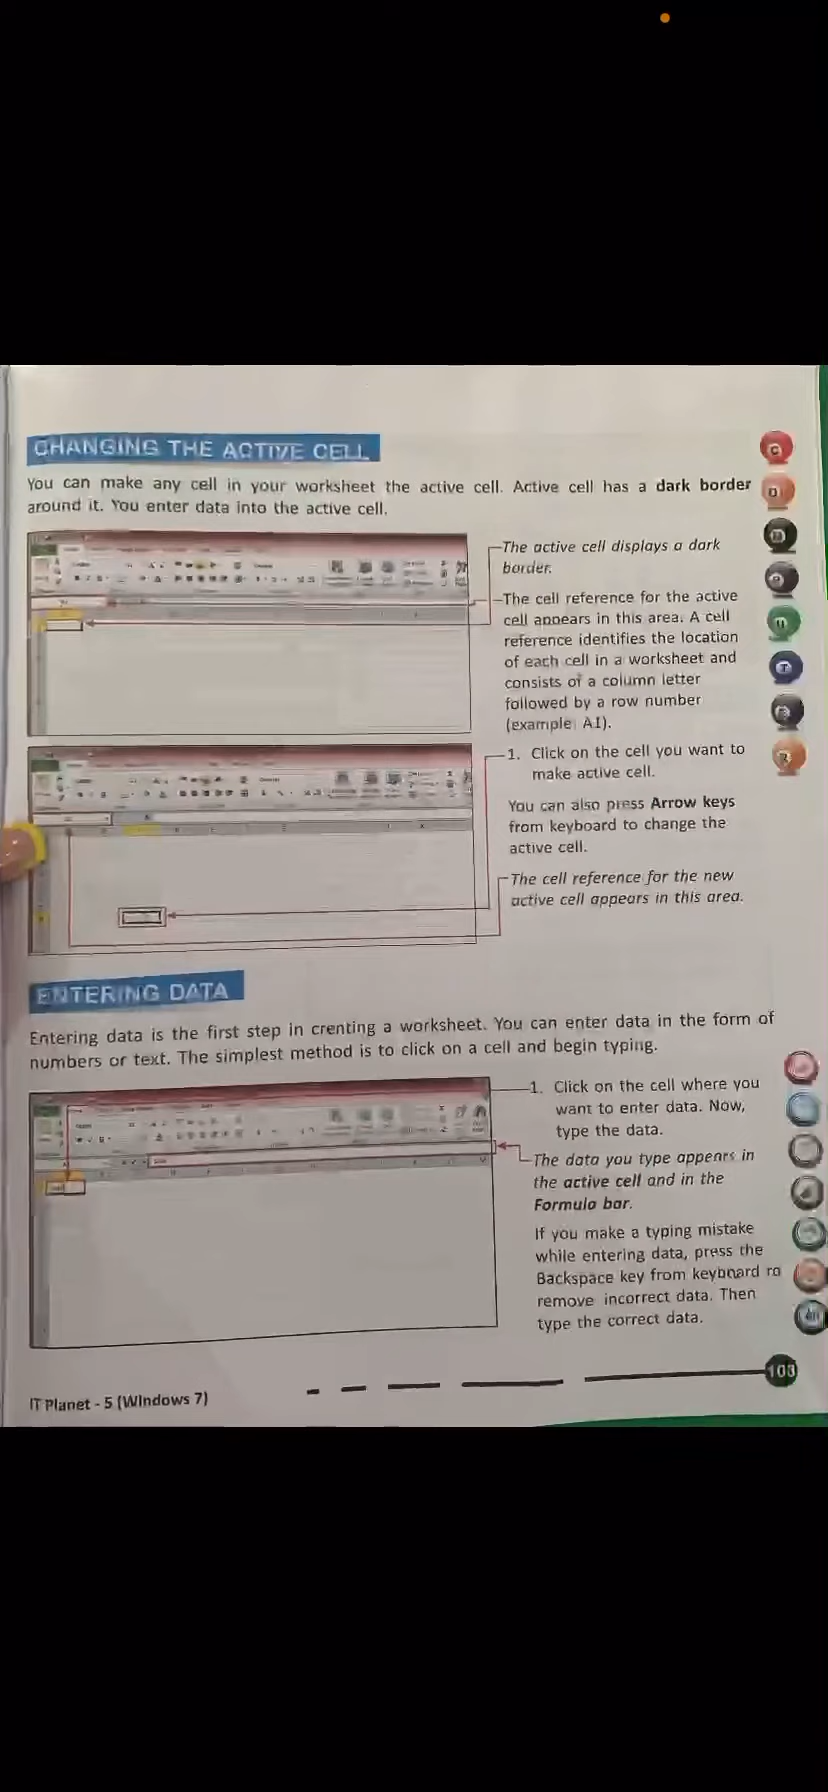 CHANGING THE ACTIVE CELL
You can make any cell in your worksheet the active cell. Active cell has a dark border
around it. You enter data into the active cell.
The active cell displays a dark
border.
The cell reference for the active
cell appears in this area. A cell
reference identifies the location
of each cell in a worksheet and
consists of a column letter
followed by a row number
(example A1).
1. Click on the cell you want to
make active cell.
You can also press Arrow keys
from keyboard to change the
active cell.
The cell reference for the new
active cell appears in this area.
ENTERING DATA
Entering data is the first step in crenting a worksheet. You can enter data in the form of
numbers or text. The simplest method is to click on a cell and begin typing.
1. Click on the cell where you
want to enter data. Now,
type the data.
The data you type appears in
the active cell and in the
Formula bar.
If you make a typing mistake
while entering data, press the
Backspace key from keyboard ro
remove incorrect data. Then
type the correct data.
103
IT Planet - 5 (Windows 7)